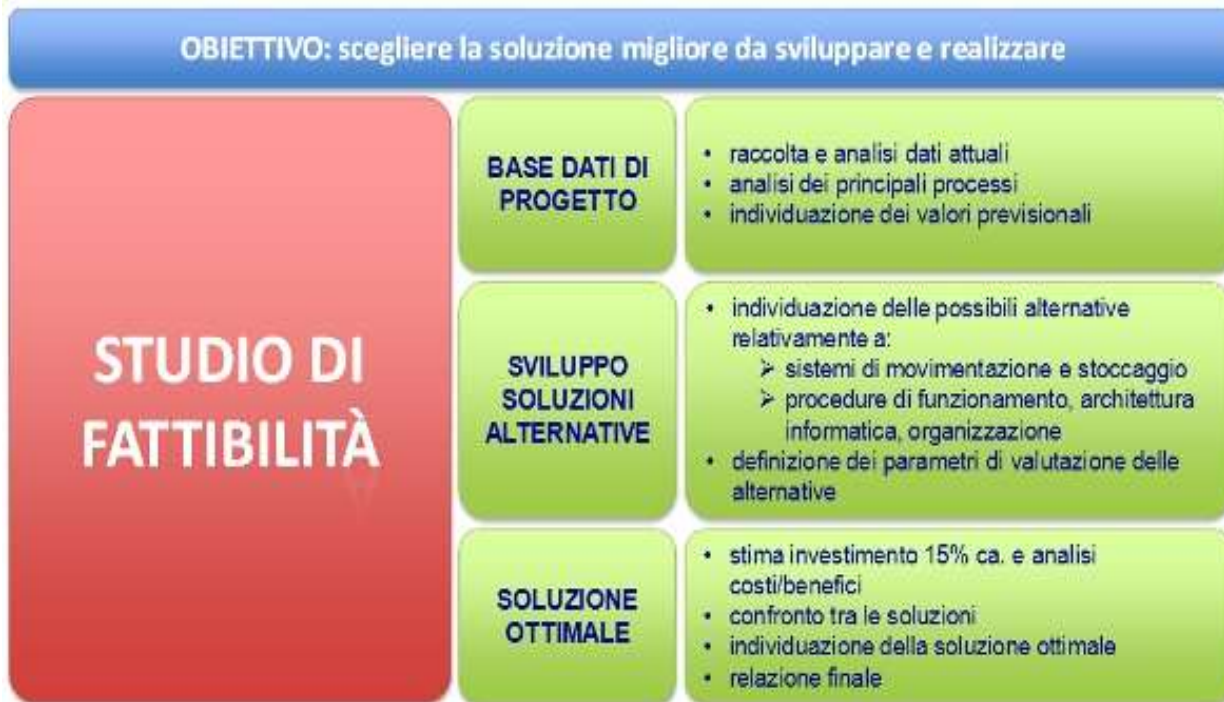 OBIETTIVO: scegliere la soluzione migliore da sviluppare e realizzare
STUDIO DI
FATTIBILITÀ
BASE DATI DI
PROGETTO
• raccolta e analisi dati attuali
• analisi dei principali processi
• individuazione dei valori previsionali
SVILUPPO
SOLUZIONI
ALTERNATIVE
• individuazione delle possibili alternative
relativamente a:
➢ sistemi di movimentazione e stoccaggio
➢ procedure di funzionamento, architettura
informatica, organizzazione
• definizione dei parametri di valutazione delle
alternative
SOLUZIONE
OTTIMALE
• stima investimento 15% ca. e analisi
costi/benefici
• confronto tra le soluzioni
• individuazione della soluzione ottimale
• relazione finale